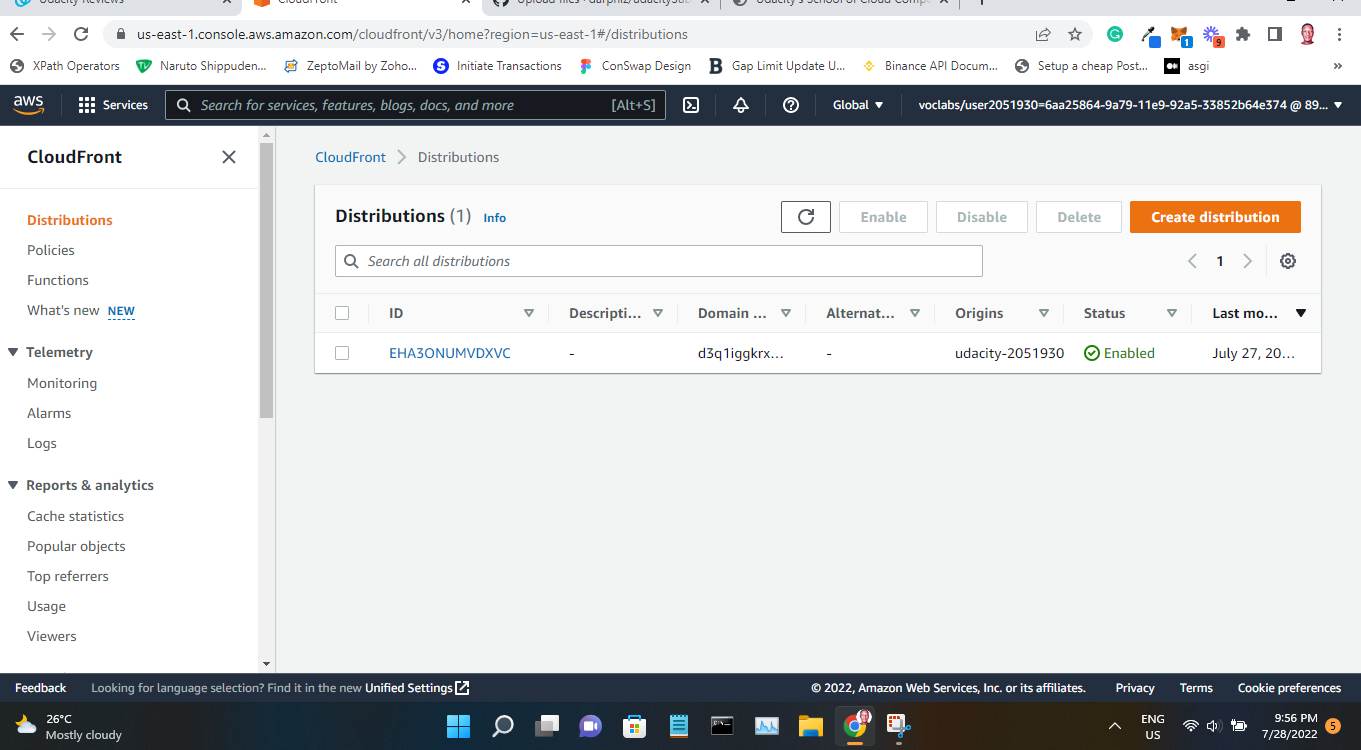 Udacity Reviews
CloudFront
Upload files · darphiz/udacitySub
Udacity's School of Cloud Comp
us-east-1.console.aws.amazon.com/cloudfront/v3/home?region=us-east-1#/distributions
1
9
XPath Operators
Naruto Shippuden...
ZeptoMail by Zoho...
Initiate Transactions
ConSwap Design
Gap Limit Update U...
Binance API Docum...
Setup a cheap Post...
asgi
»
aws
Services
Search for services, features, blogs, docs, and more
[Alt+S]
Global
voclabs/user2051930=6aa25864-9a79-11e9-92a5-33852b64e374 @ 89...
CloudFront
Distributions
Policies
Functions
What's new NEW
Telemetry
Monitoring
Alarms
Logs
Reports & analytics
Cache statistics
Popular objects
Top referrers
Usage
Viewers
CloudFront
Distributions
Distributions (1) Info
Enable
Disable
Delete
Create distribution
Search all distributions
1
ID
Descripti...
Domain ...
Alternat...
Origins
Status
Last mo...
EHA3ONUMVDXVC
-
d3q1iggkrx...
-
udacity-2051930
Enabled
July 27, 20...
Feedback
Looking for language selection? Find it in the new Unified Settings
© 2022, Amazon Web Services, Inc. or its affiliates.
Privacy
Terms
Cookie preferences
26°C
Mostly cloudy
ENG
US
9:56 PM
7/28/2022
5